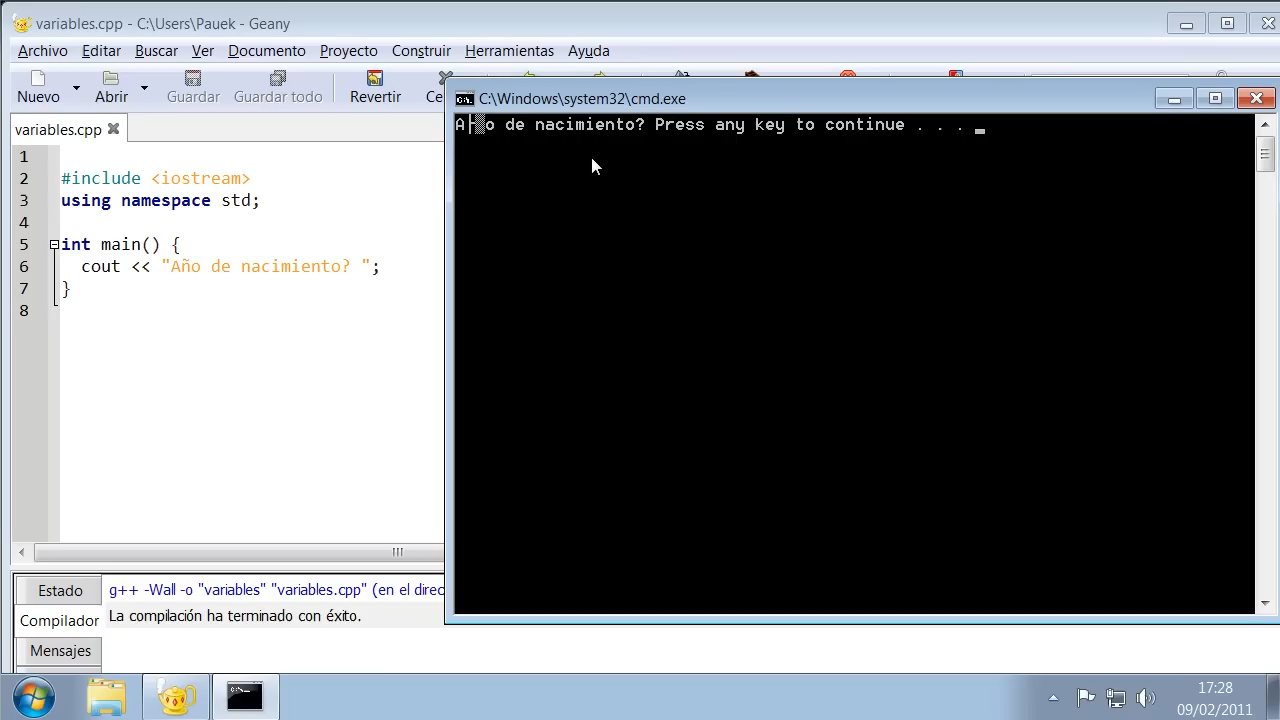 variables.cpp - C:\Users\Pauek - Geany
Archivo Editar Buscar Ver Documento Proyecto Construir Herramientas Ayuda
Nuevo Abrir Guardar Guardar todo Revertir Ce
variables.cpp
C:\Windows\system32\cmd.exe
A├▒o de nacimiento? Press any key to continue . . .
1
2 #include <iostream>
3 using namespace std;
4
5 int main() {
6 cout << "Año de nacimiento? ";
7 }
8
Estado
Compilador
Mensajes
g++ -Wall -o "variables" "variables.cpp" (en el direc
La compilación ha terminado con éxito.
17:28
09/02/2011